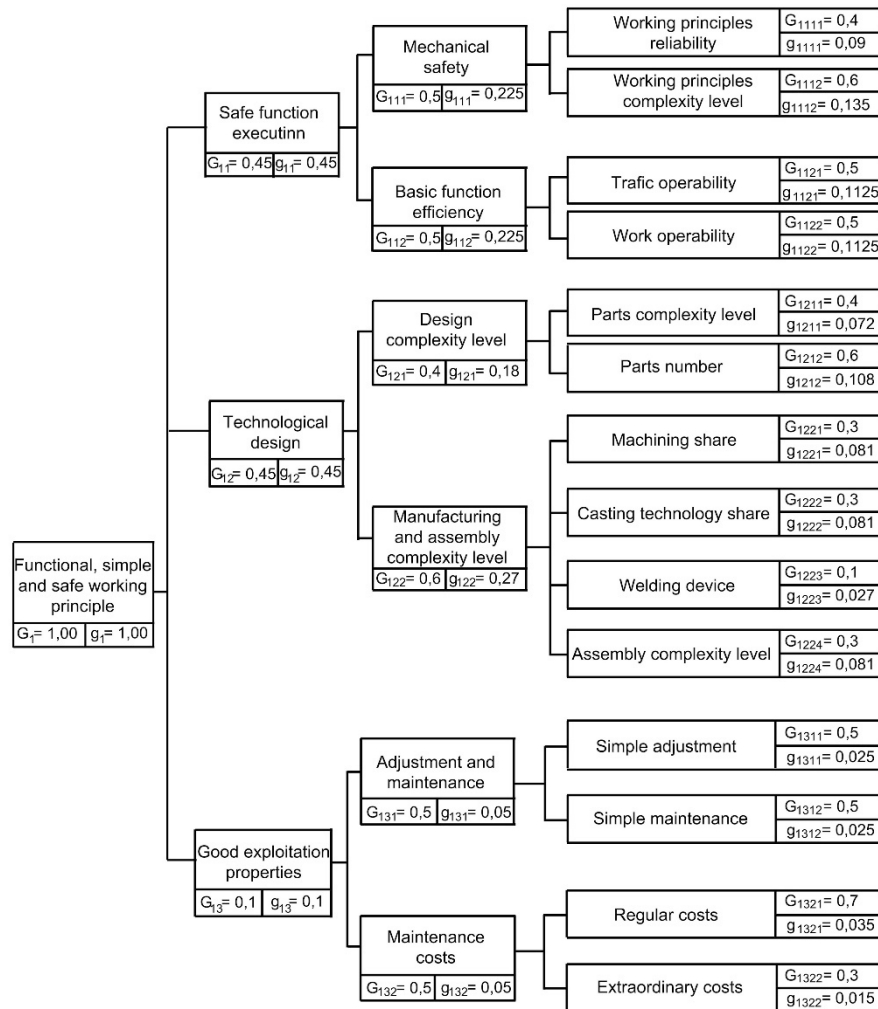 Functional, simple
and safe working
principle
G1= 1,00 g1= 1,00
Safe function
executinn
G11= 0,45 g11= 0,45
Mechanical
safety
G111= 0,5 g111= 0,225
Working principles
reliability
G1111= 0,4
g1111= 0,09
Working principles
complexity level
G1112= 0,6
g1112= 0,135
Basic function
efficiency
G112= 0,5 g112= 0,225
Trafic operability
G1121= 0,5
g1121= 0,1125
Work operability
G1122= 0,5
g1122= 0,1125
Technological
design
G12= 0,45 g12= 0,45
Design
complexity level
G121= 0,4 g121= 0,18
Parts complexity level
G1211= 0,4
g1211= 0,072
Parts number
G1212= 0,6
g1212= 0,108
Manufacturing
and assembly
complexity level
G122= 0,6 g122= 0,27
Machining share
G1221= 0,3
g1221= 0,081
Casting technology share
G1222= 0,3
g1222= 0,081
Welding device
G1223= 0,1
g1223= 0,027
Assembly complexity level
G1224= 0,3
g1224= 0,081
Good exploitation
properties
G13= 0,1 g13= 0,1
Adjustment and
maintenance
G131= 0,5 g131= 0,05
Simple adjustment
G1311= 0,5
g1311= 0,025
Simple maintenance
G1312= 0,5
g1312= 0,025
Maintenance
costs
G132= 0,5 g132= 0,05
Regular costs
G1321= 0,7
g1321= 0,035
Extraordinary costs
G1322= 0,3
g1322= 0,015